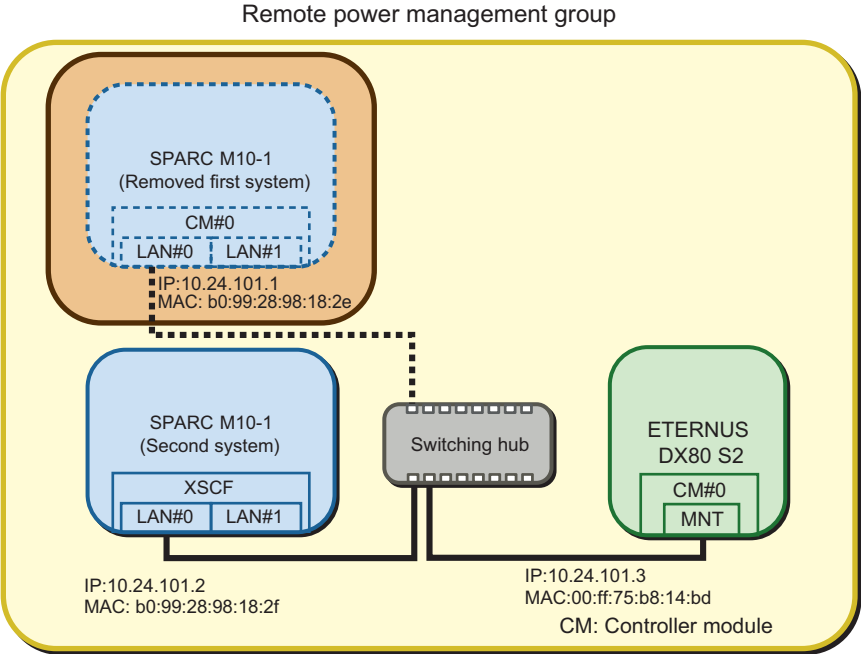 Remote power management group
SPARC M10-1
(Removed first system)
CM#0
LAN#0 LAN#1
IP:10.24.101.1
MAC: b0:99:28:98:18:2e
SPARC M10-1
(Second system)
XSCF
LAN#0 LAN#1
Switching hub
ETERNUS
DX80 S2
CM#0
MNT
IP:10.24.101.2
MAC: b0:99:28:98:18:2f
IP:10.24.101.3
MAC:00:ff:75:b8:14:bd
CM: Controller module